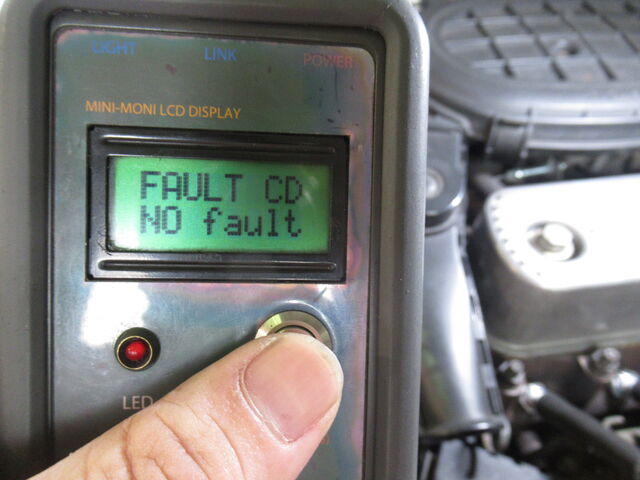 LIGHT LINK POWER
MINI-MONI LCD DISPLAY
FAULT CD
NO fault
LED